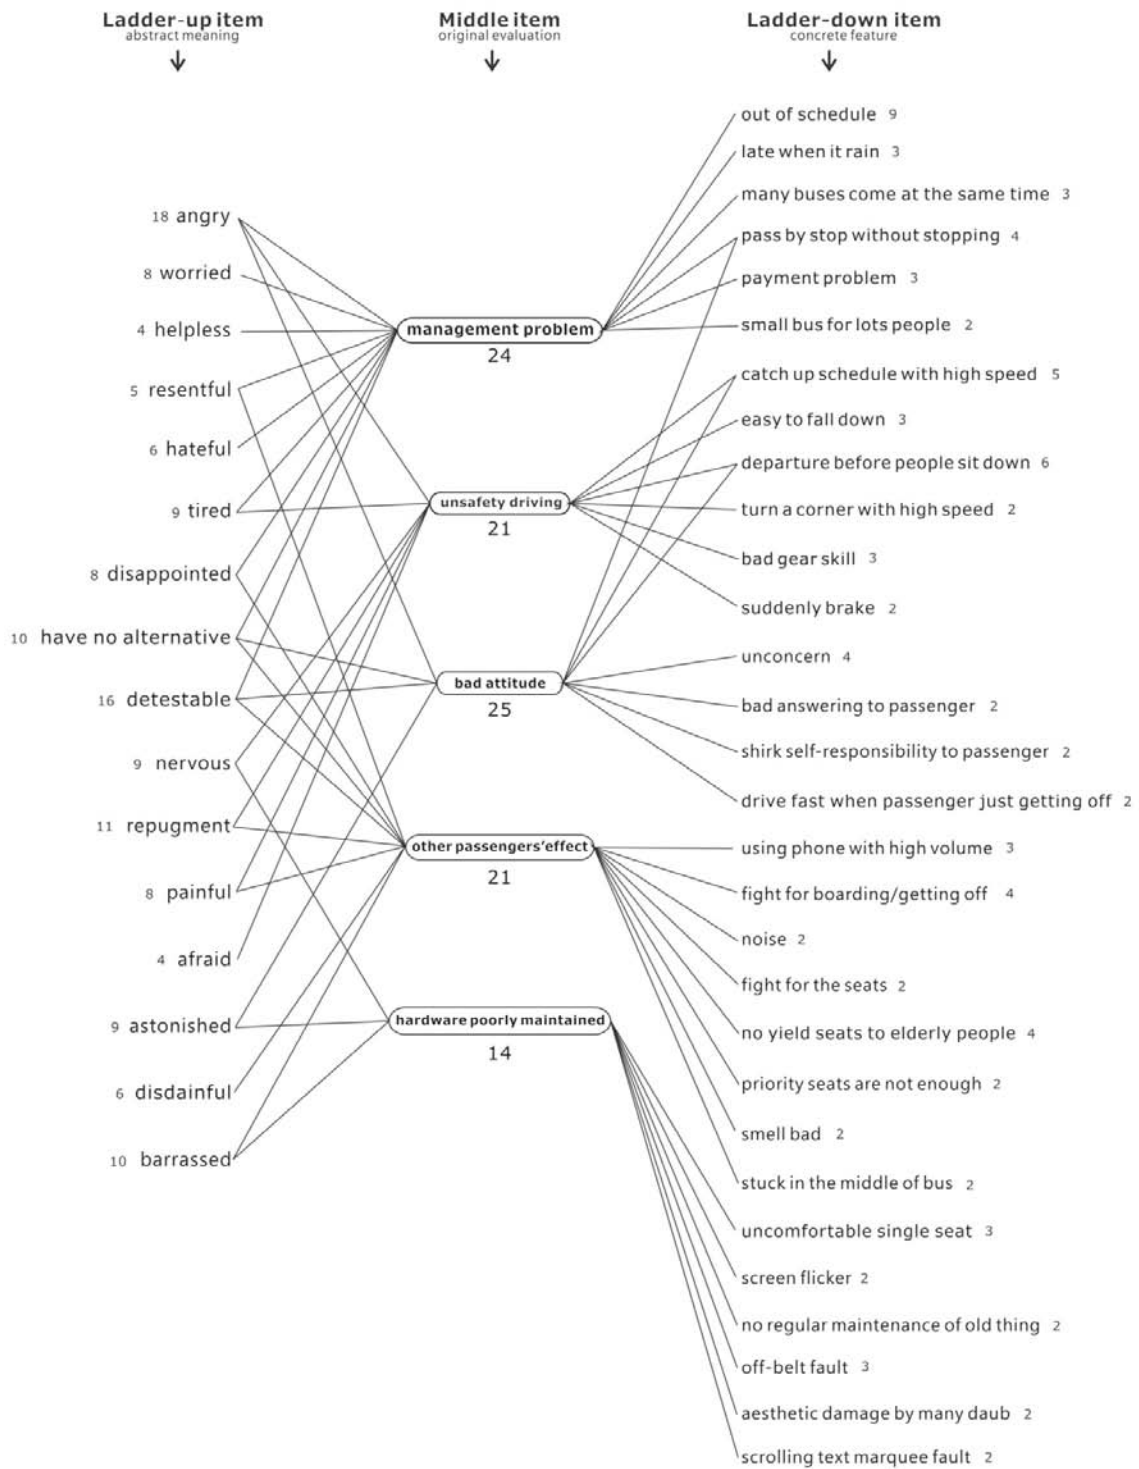 Ladder-up item
abstract meaning
Middle item
original evaluation
Ladder-down item
concrete feature
18 angry
8 worried
4 helpless
5 resentful
6 hateful
9 tired
8 disappointed
10 have no alternative
16 detestable
9 nervous
11 repugment
8 painful
4 afraid
9 astonished
6 disdainful
10 barrassed
management problem
24
unsafety driving
21
bad attitude
25
other passengers'effect
21
hardware poorly maintained
14
out of schedule 9
late when it rain 3
many buses come at the same time 3
pass by stop without stopping 4
payment problem 3
small bus for lots people 2
catch up schedule with high speed 5
easy to fall down 3
departure before people sit down 6
turn a corner with high speed 2
bad gear skill 3
suddenly brake 2
unconcern 4
bad answering to passenger 2
shirk self-responsibility to passenger 2
drive fast when passenger just getting off 2
using phone with high volume 3
fight for boarding/getting off 4
noise 2
fight for the seats 2
no yield seats to elderly people 4
priority seats are not enough 2
smell bad 2
stuck in the middle of bus 2
uncomfortable single seat 3
screen flicker 2
no regular maintenance of old thing 2
off-belt fault 3
aesthetic damage by many daub 2
scrolling text marquee fault 2